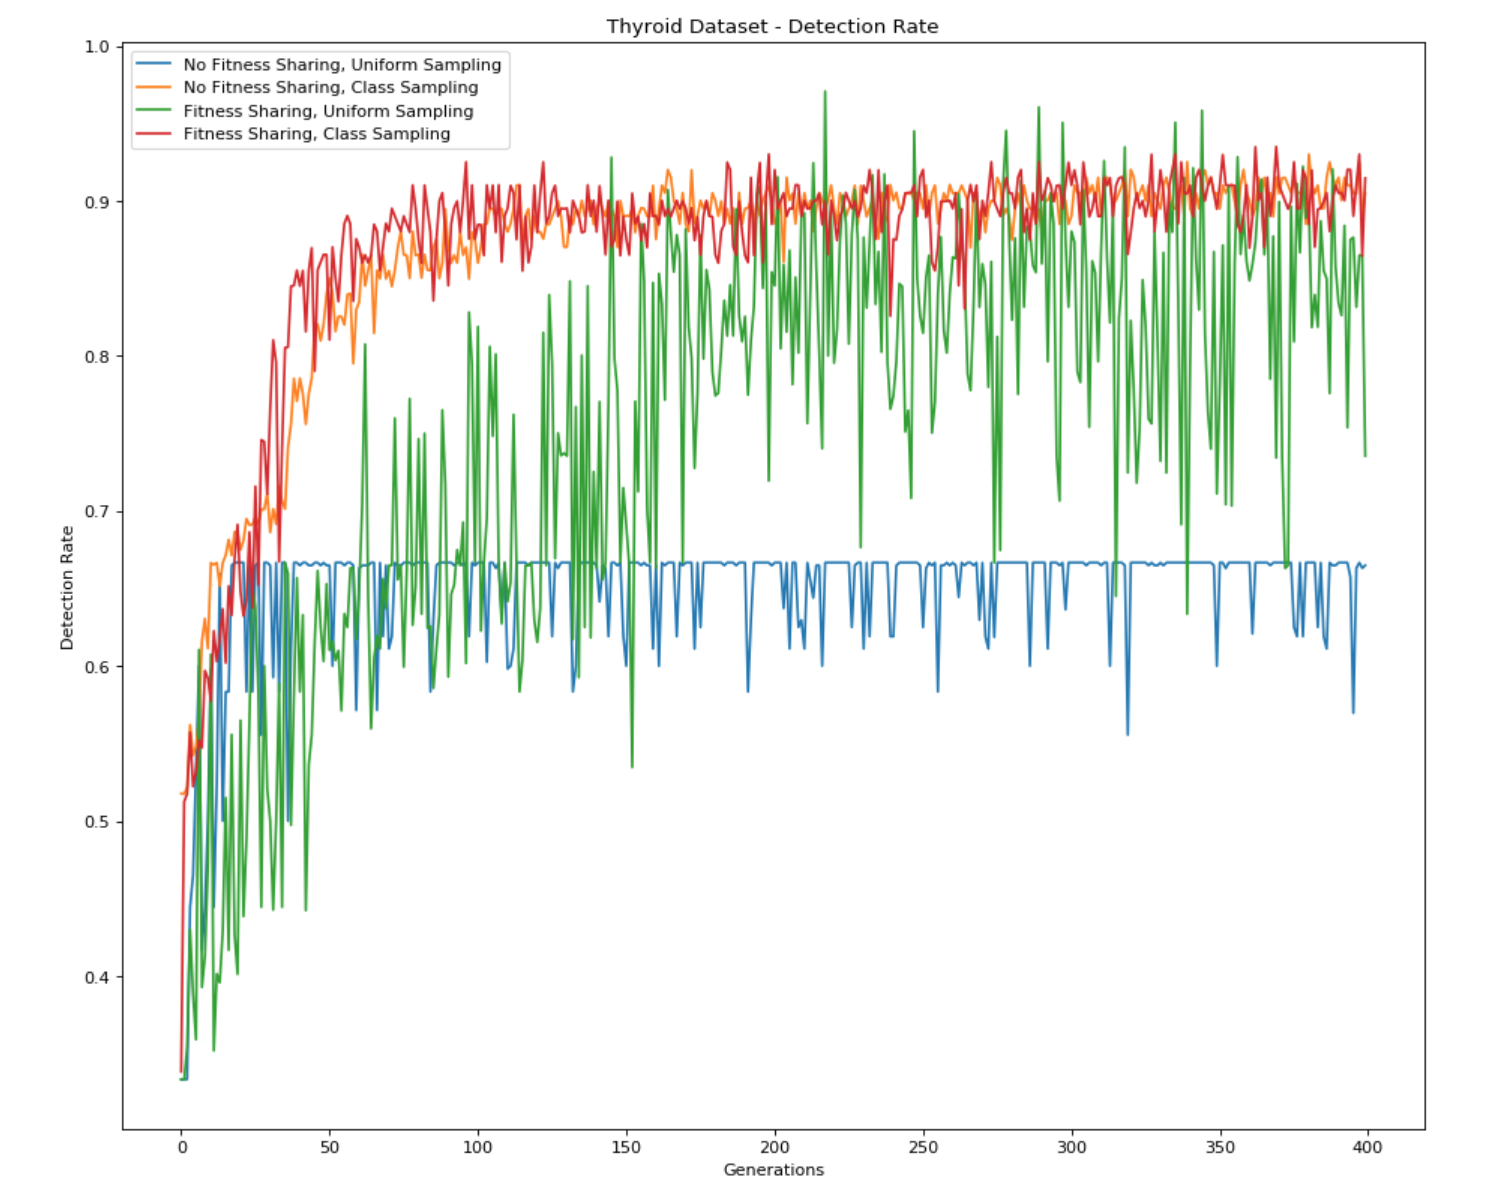 Thyroid Dataset - Detection Rate
No Fitness Sharing, Uniform Sampling
No Fitness Sharing, Class Sampling
Fitness Sharing, Uniform Sampling
Fitness Sharing, Class Sampling
1.0
0.9
0.8
0.7
0.6
0.5
0.4
Detection Rate
0 50 100 150 200 250 300 350 400
Generations